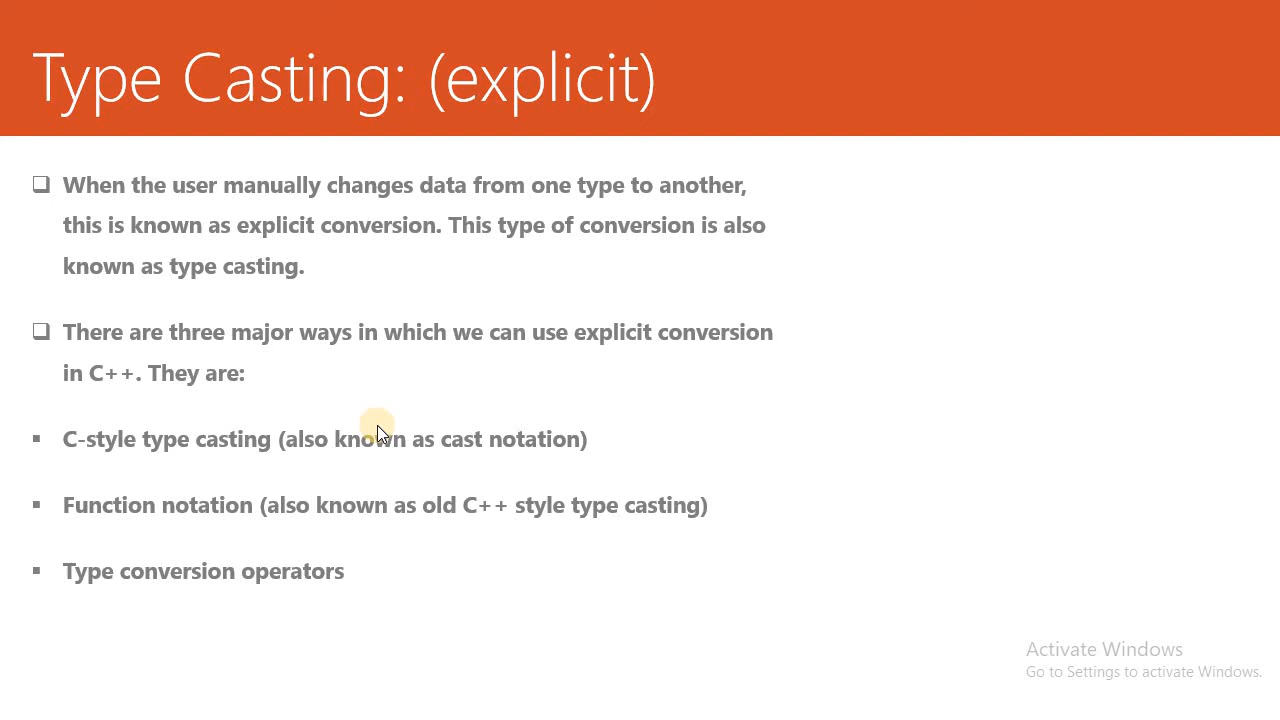 Type Casting: (explicit)
When the user manually changes data from one type to another,
this is known as explicit conversion. This type of conversion is also
known as type casting.
There are three major ways in which we can use explicit conversion
in C++. They are:
C-style type casting (also known as cast notation)
Function notation (also known as old C++ style type casting)
Type conversion operators
Activate Windows
Go to Settings to activate Windows.